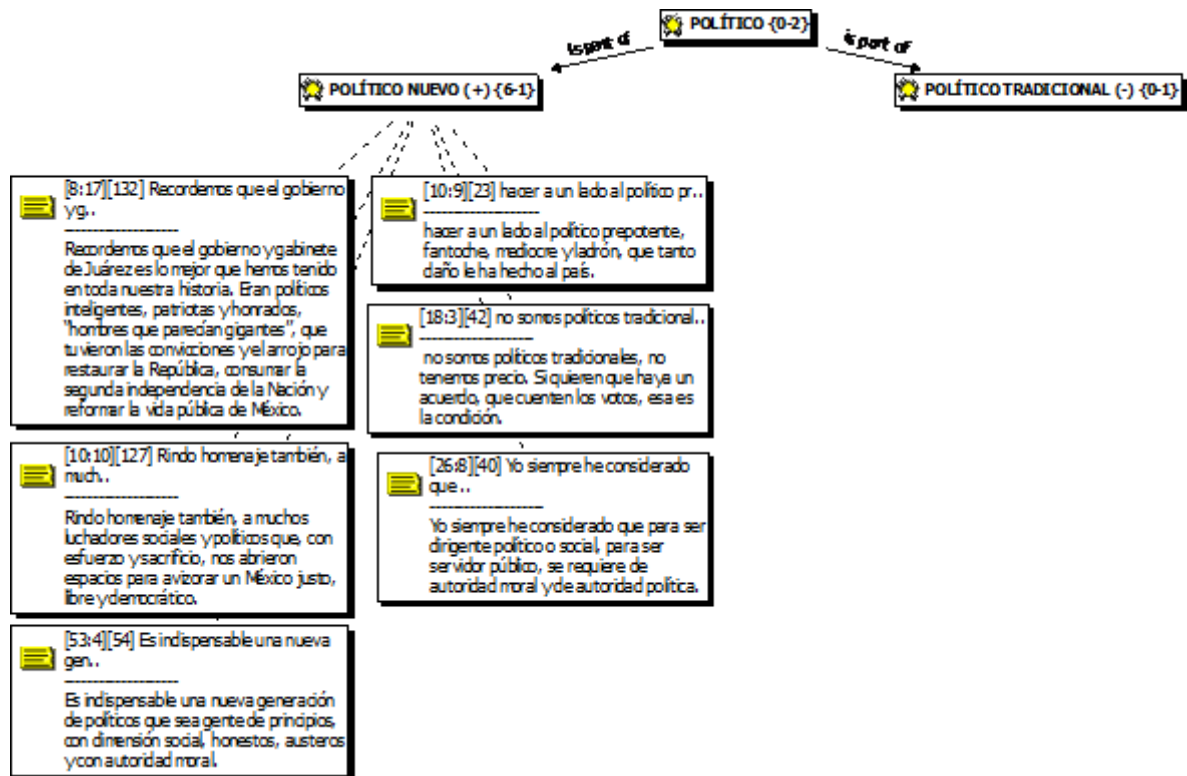 POLÍTICO {0-2}
is part of
is part of
POLÍTICO NUEVO (+) {6-1}
POLÍTICO TRADICIONAL (-) {0-1}
[8:17][132] Recordemos que el gobierno
y g..
--------------------
Recordemos que el gobierno y gabinete
de Juárez es lo mejor que hemos tenido
en toda nuestra historia. Eran políticos
inteligentes, patriotas y honrados,
"hombres que parecían gigantes", que
tuvieron las convicciones y el arrojo para
restaurar la República, consumar la
segunda independencia de la Nación y
reformar la vida pública de México.
[10:10][127] Rindo homenaje también, a
much..
--------------------
Rindo homenaje también, a muchos
luchadores sociales y políticos que, con
esfuerzo y sacrificio, nos abrieron
espacios para avizorar un México justo,
libre y democrático.
[53:4][54] Es indispensable una nueva
gen..
--------------------
Es indispensable una nueva generación
de políticos que sea gente de principios,
con dimensión social, honestos, austeros
y con autoridad moral.
[10:9][23] hacer a un lado al político pr..
--------------------
hacer a un lado al político prepotente,
fantoche, mediocre y ladrón, que tanto
daño le ha hecho al país.
[18:3][42] no somos políticos tradicional..
--------------------
no somos políticos tradicionales, no
tenemos precio. Si quieren que haya un
acuerdo, que cuenten los votos, esa es
la condición.
[26:8][40] Yo siempre he considerado
que..
--------------------
Yo siempre he considerado que para ser
dirigente político o social, para ser
servidor público, se requiere de
autoridad moral y de autoridad política.